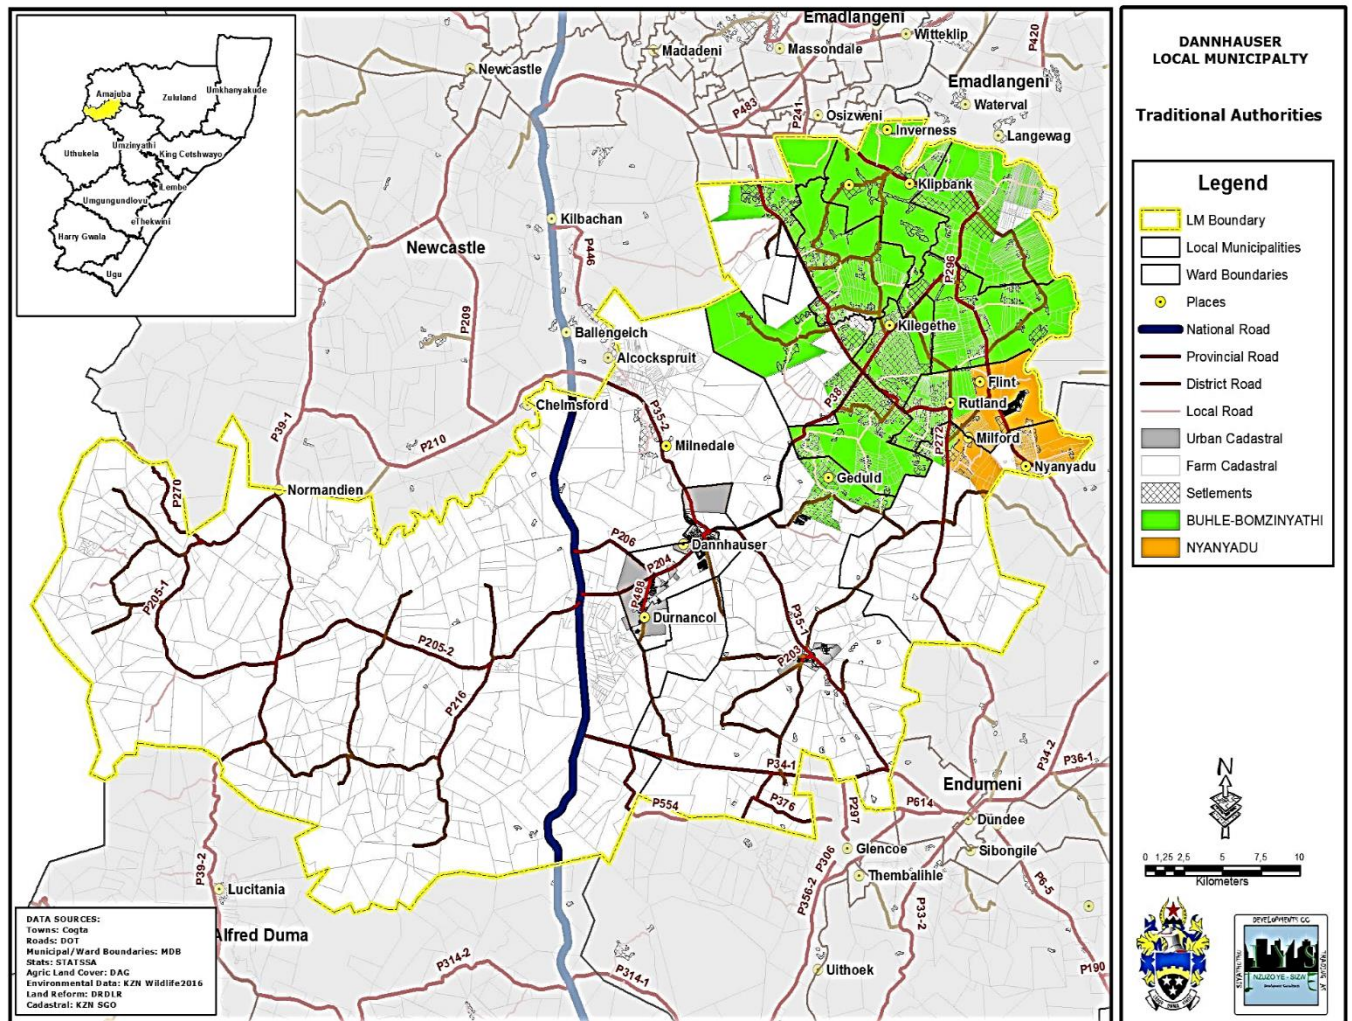 DANNHAUSER
LOCAL MUNICIPALTY
Traditional Authorities
Legend
LM Boundary
Local Municipalities
Ward Boundaries
Places
National Road
Provincial Road
District Road
Local Road
Urban Cadastral
Farm Cadastral
Setlements
BUHLE-BOMZINYATHI
NYANYADU
N
0 1,25 2,5 5 7,5 10
Kilometers
NZUZO YE - SIZWE
Amajuba
Zululand
Umkhanyakude
Uthukela
Umzinyathi
King Cetshwayo
iLembe
Umgungundlovu
eThekwini
Harry Gwala
Ugu
Emadlangeni
Witteklip
P420
Madadeni
Massondale
Newcastle
Emadlangeni
Waterval
P483
P241
Osizweni
Inverness
Langewag
Klipbank
Kilbachan
Newcastle
P446
P296
P209
Ballengeich
Kilegethe
Alcockspruit
Flint
Chelmsford
P38
Rutland
P35-2
P39-1
P210
Milnedale
P272
Milford
Nyanyadu
P270
Normandien
Geduld
P206
Dannhauser
P204
P205-1
P488
Durnancol
P35-1
P205-2
P203
P216
P34-1
P34-2
P36-1
Endumeni
P554
P376
P297
P614
Dundee
Glencoe
Sibongile
P306
Thembalihle
P39-2
Lucitania
P356-2
P33-2
P6-5
Alfred Duma
P314-2
P314-1
Uithoek
P190
DATA SOURCES:
Towns: Cogta
Roads: DOT
Municipal/Ward Boundaries: MDB
Stats: STATSSA
Agric Land Cover: DAG
Environmental Data: KZN Wildlife2016
Land Reform: DRDLR
Cadastral: KZN SGO